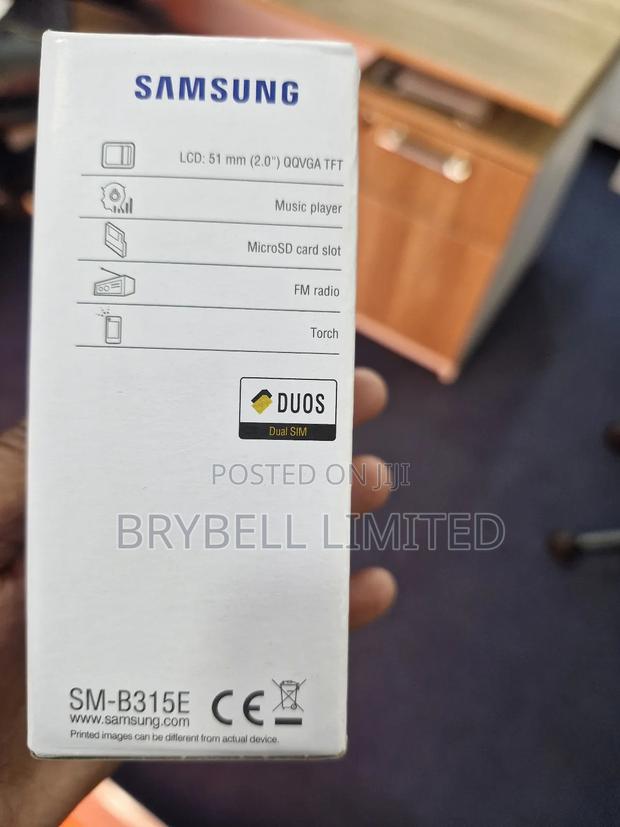 SAMSUNG
LCD: 51 mm (2.0") QQVGA TFT
Music player
MicroSD card slot
FM radio
Torch
DUOS
Dual SIM
POSTED ON JIJI
BRYBELL LIMITED
SM-B315E
www.samsung.com
Printed images can be different from actual device.